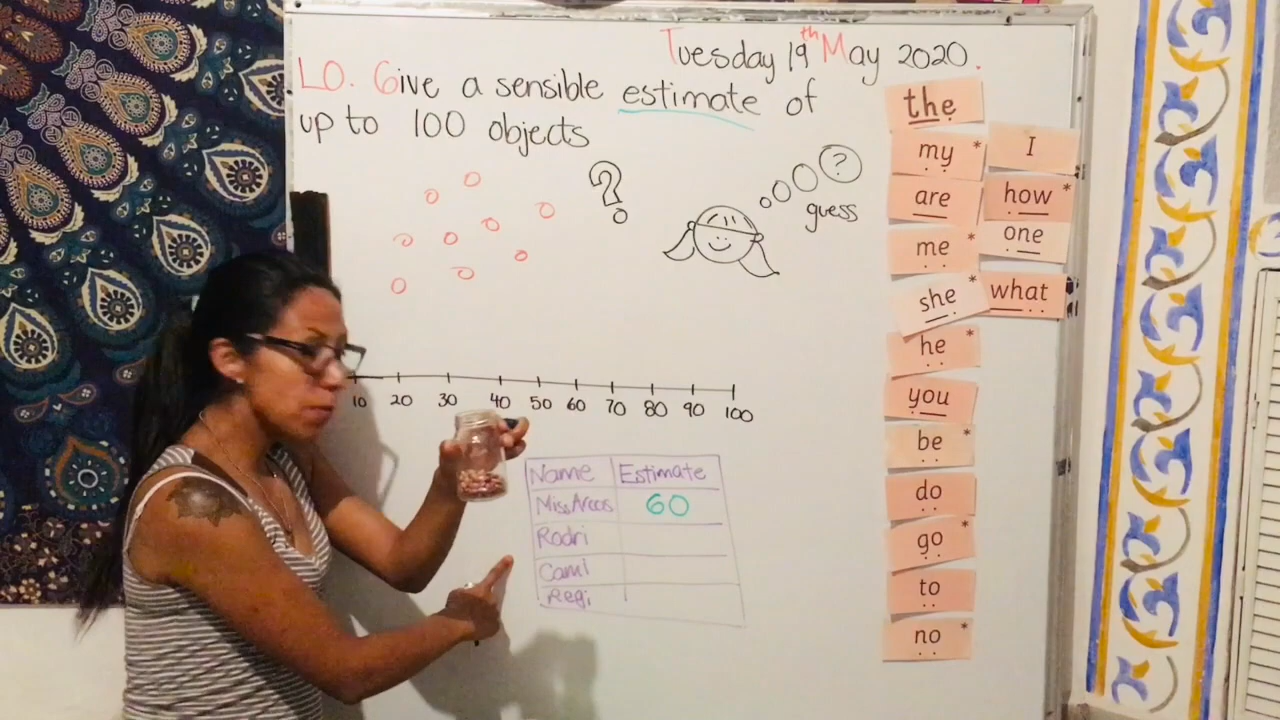 Tuesday 19th May 2020.
LO. Give a sensible estimate of
up to 100 objects
?
?
guess
10 20 30 40 50 60 70 80 90 100
Name Estimate
Miss Arcos 60
Rodri
Caml
Regi
the
my *
are
me *
she *
he *
you
be *
do
go *
to
no *
I
how *
one
what